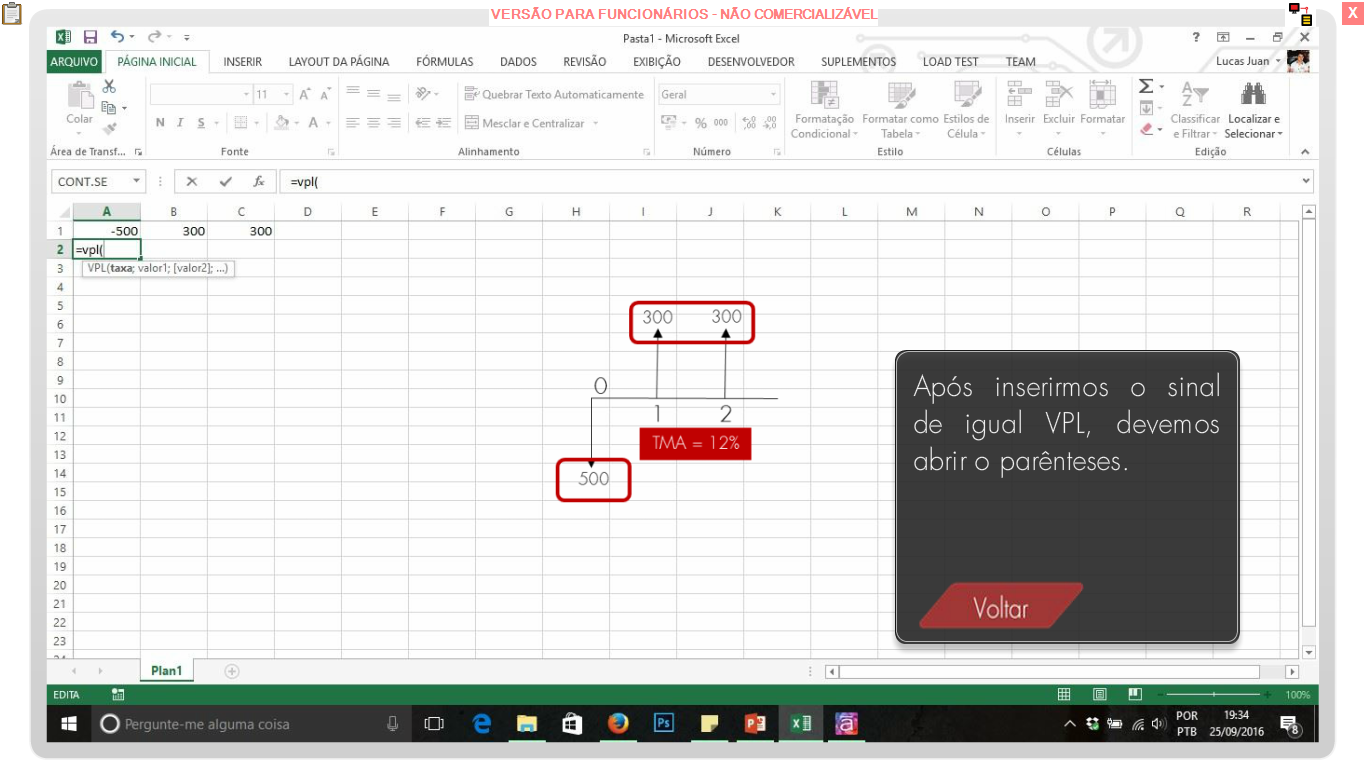 VERSÃO PARA FUNCIONÁRIOS - NÃO COMERCIALIZÁVEL
X
Pasta1 - Microsoft Excel
?
ARQUIVO PÁGINA INICIAL INSERIR LAYOUT DA PÁGINA FÓRMULAS DADOS REVISÃO EXIBIÇÃO DESENVOLVEDOR SUPLEMENTOS LOAD TEST TEAM Lucas Juan
Colar
11
N I S
Quebrar Texto Automaticamente
Mesclar e Centralizar
Geral
% 000
Formatação Condicional
Formatar como Tabela
Estilos de Célula
Inserir Excluir Formatar
Classificar e Filtrar
Localizar e Selecionar
Área de Transf... Fonte Alinhamento Número Estilo Células Edição
CONT.SE fx =vpl(
A B C D E F G H I J K L M N O P Q R
1 -500 300 300
2 =vpl(
3 VPL(taxa; valor1; [valor2]; ...)
4
5
6
7
8
9
10
11
12
13
14
15
16
17
18
19
20
21
22
23
24
300 300
0
1 2
TMA = 12%
500
Após inserirmos o sinal
de igual VPL, devemos
abrir o parênteses.
Voltar
Plan1
EDITA 100%
Pergunte-me alguma coisa
Ps
POR
PTB
19:34
25/09/2016
8